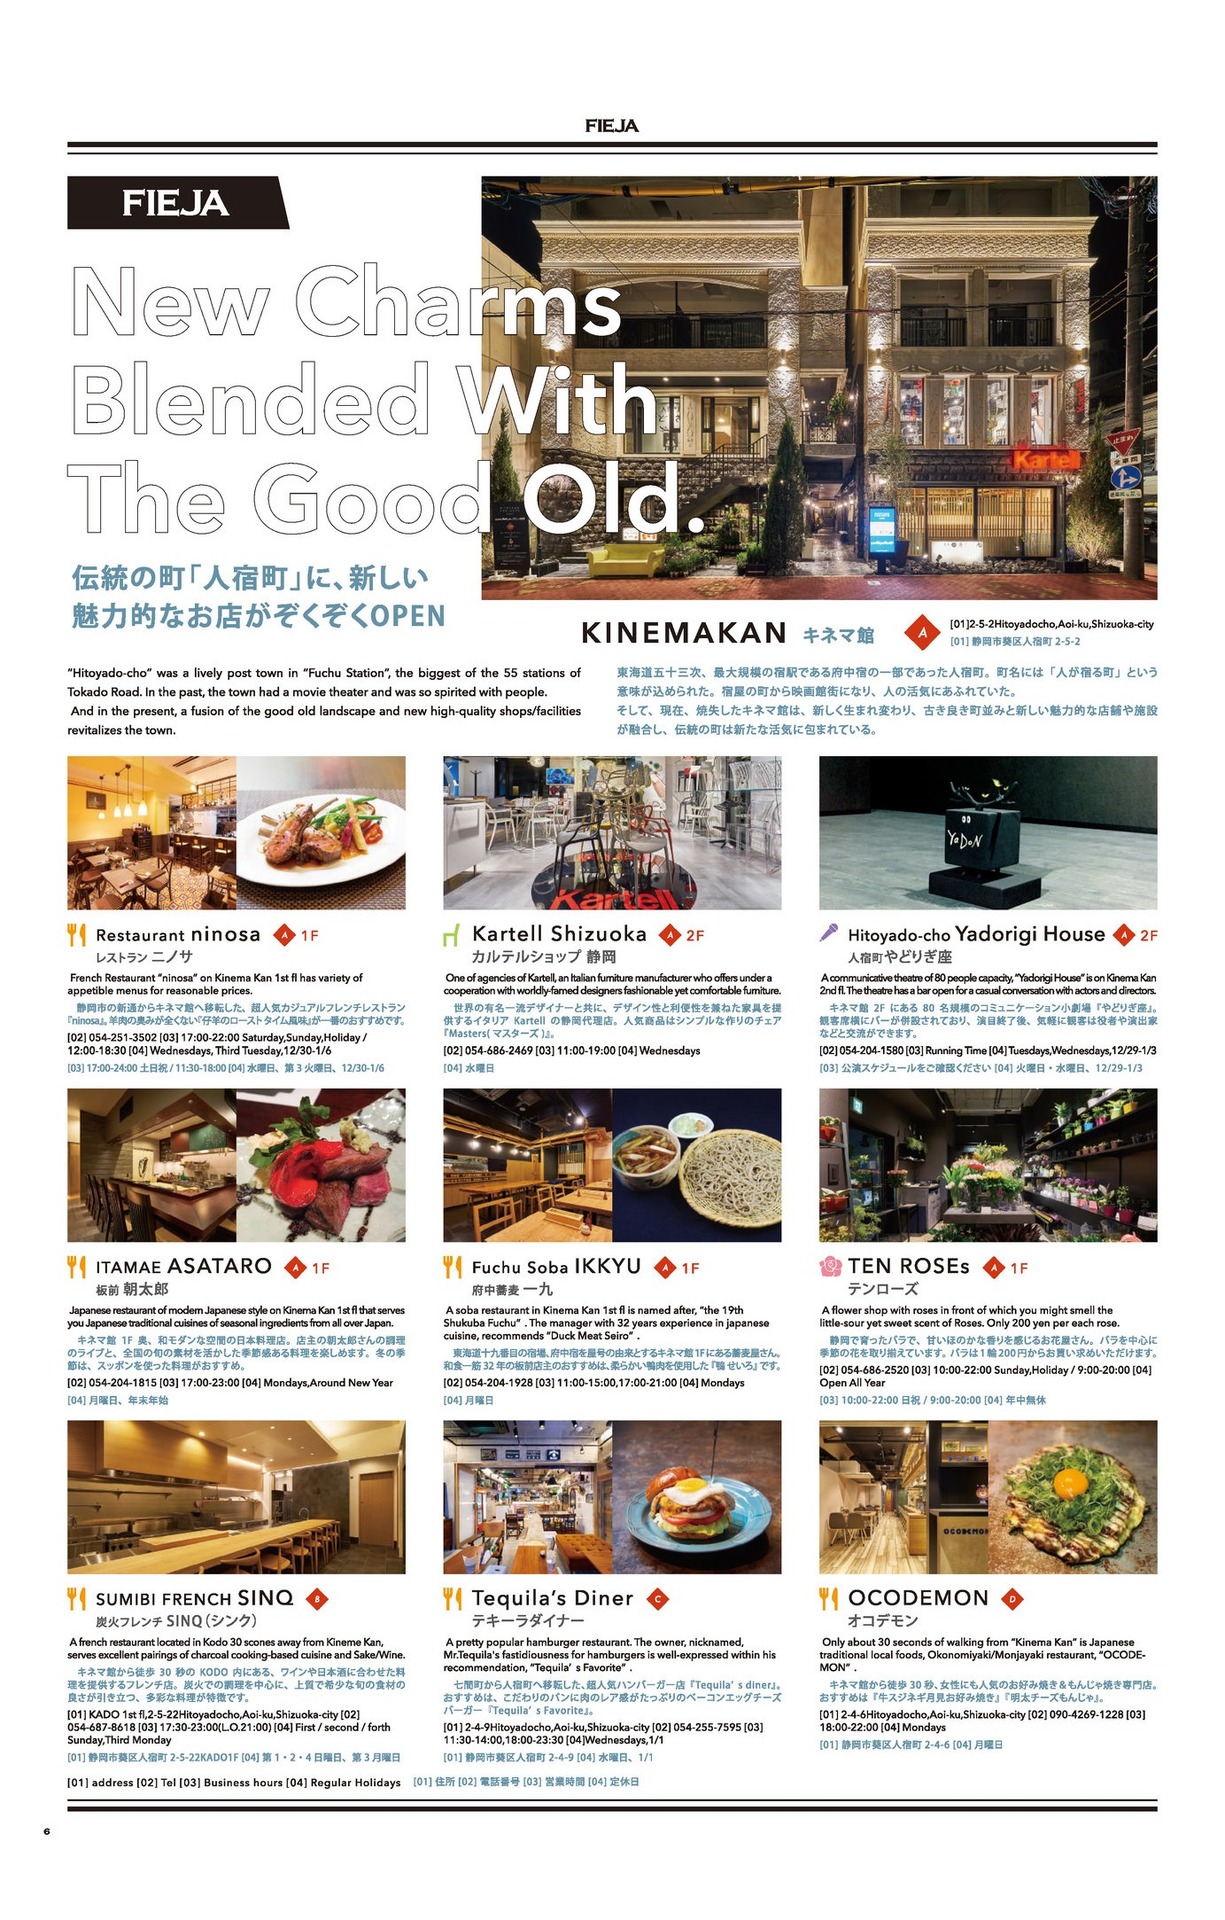 FIEJA
FIEJA
New Charms
Blended With
The Good Old.
伝統の町「人宿町」に、新しい
魅力的なお店がぞくぞくOPEN
Kartell
止まれ
KINEMAKAN キネマ館
A
[01]2-5-2Hitoyadocho,Aoi-ku,Shizuoka-city
[01] 静岡市葵区人宿町 2-5-2
“Hitoyado-cho” was a lively post town in “Fuchu Station”, the biggest of the 55 stations of
Tokado Road. In the past, the town had a movie theater and was so spirited with people.
And in the present, a fusion of the good old landscape and new high-quality shops/facilities
revitalizes the town.
東海道五十三次、最大規模の宿駅である府中宿の一部であった人宿町。町名には「人が宿る町」という
意味が込められた。宿屋の町から映画館街になり、人の活気にあふれていた。
そして、現在、焼失したキネマ館は、新しく生まれ変わり、古き良き町並みと新しい魅力的な店舗や施設
が融合し、伝統の町は新たな活気に包まれている。
Restaurant ninosa A 1F
レストラン ニノサ
French Restaurant “ninosa” on Kinema Kan 1st fl has variety of
appetible menus for reasonable prices.
静岡市の新通からキネマ館へ移転した、超人気カジュアルフレンチレストラン
『ninosa』。羊肉の臭みが全くない『仔羊のローストタイム風味』が一番のおすすめです。
[02] 054-251-3502 [03] 17:00-22:00 Saturday,Sunday,Holiday /
12:00-18:30 [04] Wednesdays, Third Tuesday,12/30-1/6
[03] 17:00-24:00 土日祝 / 11:30-18:00 [04] 水曜日、第 3 火曜日、12/30-1/6
Kartell
Kartell Shizuoka A 2F
カルテルショップ 静岡
One of agencies of Kartell, an Italian furniture manufacturer who offers under a
cooperation with worldly-famed designers fashionable yet comfortable furniture.
世界の有名一流デザイナーと共に、デザイン性と利便性を兼ねた家具を提
供するイタリア Kartell の静岡代理店。人気商品はシンプルな作りのチェア
『Masters( マスターズ )』。
[02] 054-686-2469 [03] 11:00-19:00 [04] Wednesdays
[04] 水曜日
YaDoN
Hitoyado-cho Yadorigi House A 2F
人宿町やどりぎ座
A communicative theatre of 80 people capacity, “Yadorigi House” is on Kinema Kan
2nd fl. The theatre has a bar open for a casual conversation with actors and directors.
キネマ館 2F にある 80 名規模のコミュニケーション小劇場『やどりぎ座』。
観客席横にバーが併設されており、演目終了後、気軽に観客は役者や演出家
などと交流ができます。
[02] 054-204-1580 [03] Running Time [04] Tuesdays,Wednesdays,12/29-1/3
[03] 公演スケジュールをご確認ください [04] 火曜日・水曜日、12/29-1/3
ITAMAE ASATARO A 1F
板前 朝太郎
Japanese restaurant of modern Japanese style on Kinema Kan 1st fl that serves
you Japanese traditional cuisines of seasonal ingredients from all over Japan.
キネマ館 1F 奥、和モダンな空間の日本料理店。店主の朝太郎さんの調理
のライブと、全国の旬の素材を活かした季節感ある料理を楽しめます。冬の季
節は、スッポンを使った料理がおすすめ。
[02] 054-204-1815 [03] 17:00-23:00 [04] Mondays,Around New Year
[04] 月曜日、年末年始
Fuchu Soba IKKYU A 1F
府中蕎麦 一九
A soba restaurant in Kinema Kan 1st fl is named after, “the 19th
Shukuba Fuchu” . The manager with 32 years experience in japanese
cuisine, recommends “Duck Meat Seiro” .
東海道十九番目の宿場、府中宿を屋号の由来とするキネマ館1Fにある蕎麦屋さん。
和食一筋 32 年の板前店主のおすすめは、柔らかい鴨肉を使用した『鴨せいろ』です。
[02] 054-204-1928 [03] 11:00-15:00,17:00-21:00 [04] Mondays
[04] 月曜日
TEN ROSEs A 1F
テンローズ
A flower shop with roses in front of which you might smell the
little-sour yet sweet scent of Roses. Only 200 yen per each rose.
静岡で育ったバラで、甘いほのかな香りを感じるお花屋さん。バラを中心に
季節の花を取り揃えています。バラは1輪200円からお買い求めいただけます。
[02] 054-686-2520 [03] 10:00-22:00 Sunday,Holiday / 9:00-20:00 [04]
Open All Year
[03] 10:00-22:00 日祝 / 9:00-20:00 [04] 年中無休
SUMIBI FRENCH SINQ B
炭火フレンチ SINQ（シンク）
A french restaurant located in Kodo 30 scones away from Kineme Kan,
serves excellent pairings of charcoal cooking-based cuisine and Sake/Wine.
キネマ館から徒歩 30 秒の KODO 内にある、ワインや日本酒に合わせた料
理を提供するフレンチ店。炭火での調理を中心に、上質で希少な旬の食材の
良さが引き立つ、多彩な料理が特徴です。
[01] KADO 1st fl,2-5-22Hitoyadocho,Aoi-ku,Shizuoka-city [02]
054-687-8618 [03] 17:30-23:00(L.O.21:00) [04] First / second / forth
Sunday,Third Monday
[01] 静岡市葵区人宿町 2-5-22KADO1F [04] 第 1・2・4 日曜日、第 3 月曜日
Tequila’s Diner C
テキーラダイナー
A pretty popular hamburger restaurant. The owner, nicknamed,
Mr.Tequila's fastidiousness for hamburgers is well-expressed within his
recommendation, “Tequila’ s Favorite” .
七間町から人宿町へ移転した、超人気ハンバーガー店『Tequila’ s diner』。
おすすめは、こだわりのパンに肉のレア感がたっぷりのベーコンエッグチーズ
バーガー『Tequila’ s Favorite』。
[01] 2-4-9Hitoyadocho,Aoi-ku,Shizuoka-city [02] 054-255-7595 [03]
11:30-14:00,18:00-23:30 [04]Wednesdays,1/1
[01] 静岡市葵区人宿町 2-4-9 [04] 水曜日、1/1
OCODEMON
OCODEMON D
オコデモン
Only about 30 seconds of walking from “Kinema Kan” is Japanese
traditional local foods, Okonomiyaki/Monjayaki restaurant, “OCODE-
MON” .
キネマ館から徒歩 30 秒、女性にも人気のお好み焼き&もんじゃ焼き専門店。
おすすめは『牛スジネギ月見お好み焼き』『明太チーズもんじゃ』。
[01] 2-4-6Hitoyadocho,Aoi-ku,Shizuoka-city [02] 090-4269-1228 [03]
18:00-22:00 [04] Mondays
[01] 静岡市葵区人宿町 2-4-6 [04] 月曜日
[01] address [02] Tel [03] Business hours [04] Regular Holidays [01] 住所 [02] 電話番号 [03] 営業時間 [04] 定休日
6